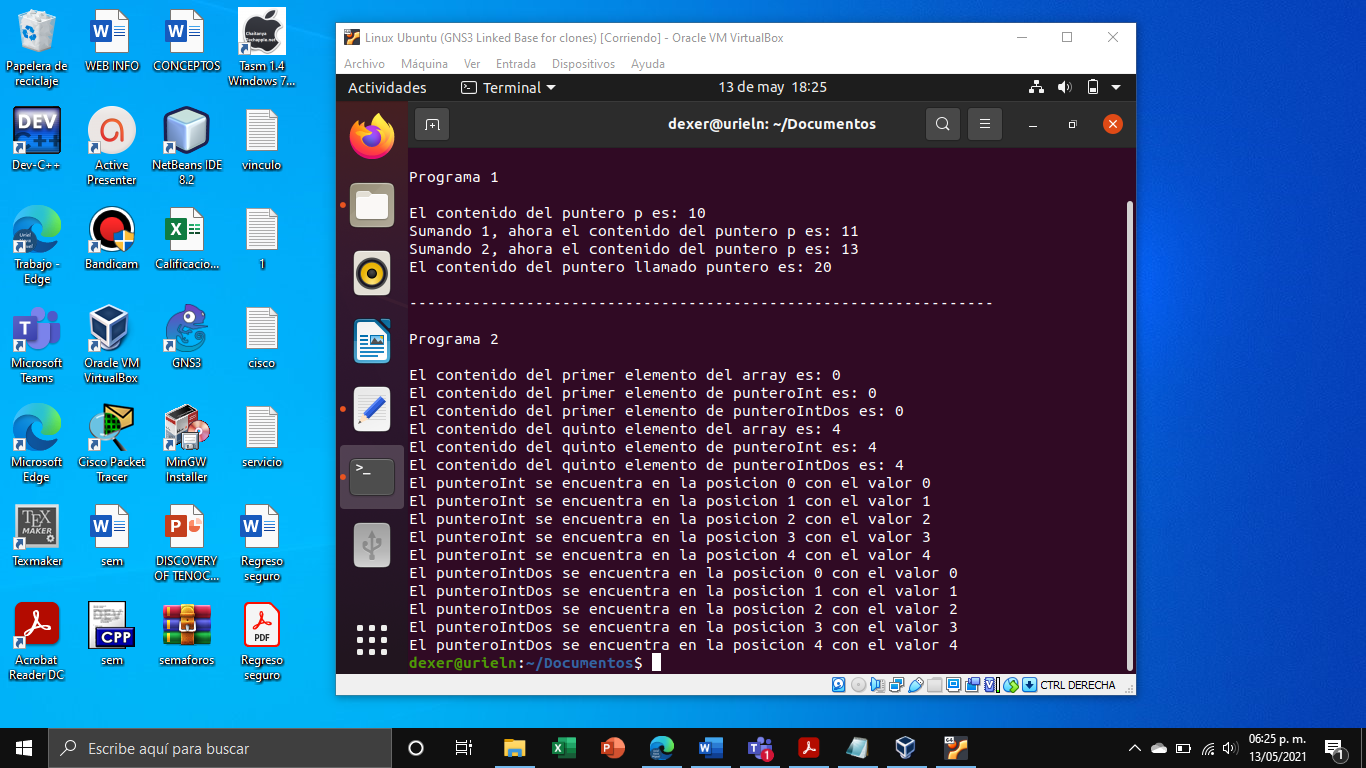 Papelera de
reciclaje
WEB INFO
CONCEPTOS
Chaitanya
Techappia.net
Tasm 1.4
Windows 7...
DEV
C++
Dev-C++
Active
Presenter
NetBeans IDE
8.2
vinculo
Trabajo -
Edge
Bandicam
Calificacio...
1
Microsoft
Teams
Oracle VM
VirtualBox
GNS3
cisco
Microsoft
Edge
Cisco Packet
Tracer
MinGW
Installer
servicio
TEX
MAKER
Texmaker
sem
DISCOVERY
OF TENOC...
Regreso
seguro
Acrobat
Reader DC
CPP
sem
semaforos
PDF
Regreso
seguro
Linux Ubuntu (GNS3 Linked Base for clones) [Corriendo] - Oracle VM VirtualBox
Archivo Máquina Ver Entrada Dispositivos Ayuda
Actividades Terminal 13 de may 18:25
dexer@urieln: ~/Documentos
Programa 1
El contenido del puntero p es: 10
Sumando 1, ahora el contenido del puntero p es: 11
Sumando 2, ahora el contenido del puntero p es: 13
El contenido del puntero llamado puntero es: 20
-----------------------------------------------------------------
Programa 2
El contenido del primer elemento del array es: 0
El contenido del primer elemento de punteroInt es: 0
El contenido del primer elemento de punteroIntDos es: 0
El contenido del quinto elemento del array es: 4
El contenido del quinto elemento de punteroInt es: 4
El contenido del quinto elemento de punteroIntDos es: 4
El punteroInt se encuentra en la posicion 0 con el valor 0
El punteroInt se encuentra en la posicion 1 con el valor 1
El punteroInt se encuentra en la posicion 2 con el valor 2
El punteroInt se encuentra en la posicion 3 con el valor 3
El punteroInt se encuentra en la posicion 4 con el valor 4
El punteroIntDos se encuentra en la posicion 0 con el valor 0
El punteroIntDos se encuentra en la posicion 1 con el valor 1
El punteroIntDos se encuentra en la posicion 2 con el valor 2
El punteroIntDos se encuentra en la posicion 3 con el valor 3
El punteroIntDos se encuentra en la posicion 4 con el valor 4
dexer@urieln:~/Documentos$
CTRL DERECHA
Escribe aquí para buscar
1
06:25 p. m.
13/05/2021
1